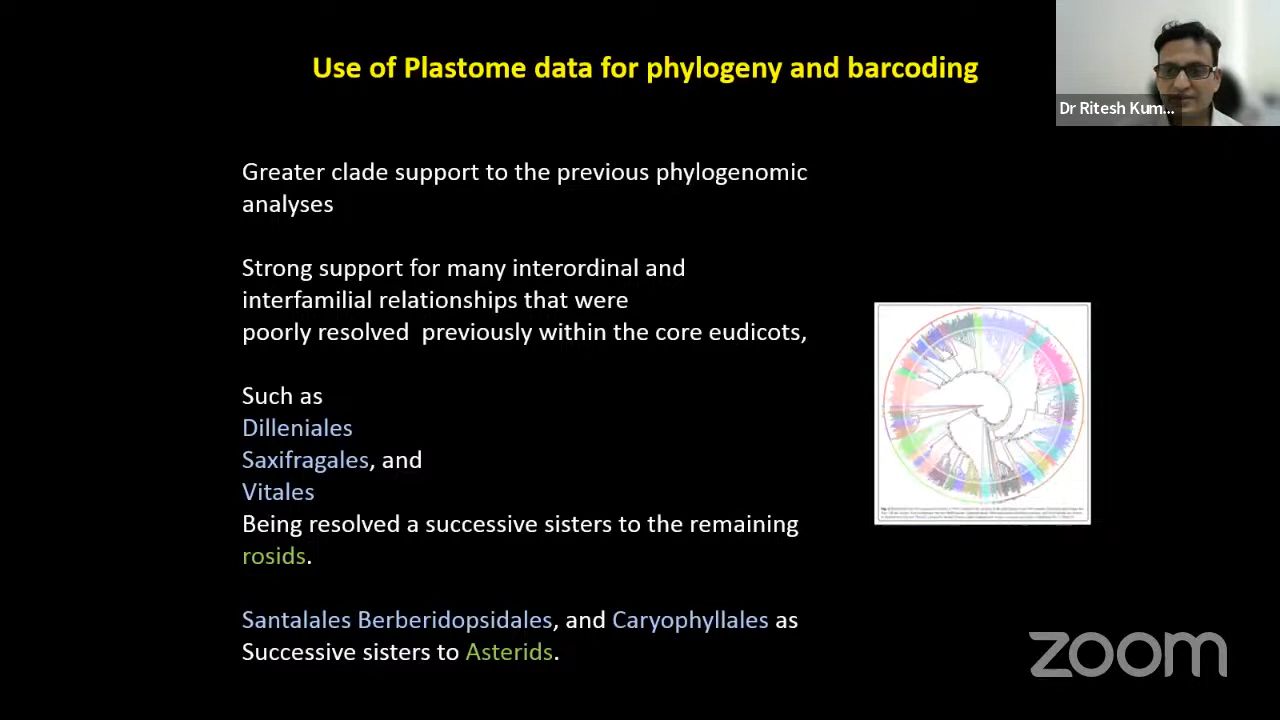 Use of Plastome data for phylogeny and barcoding
Dr Ritesh Kum...
Greater clade support to the previous phylogenomic
analyses
Strong support for many interordinal and
interfamilial relationships that were
poorly resolved  previously within the core eudicots,
Such as
Dilleniales
Saxifragales, and
Vitales
Being resolved a successive sisters to the remaining
rosids.
Santalales Berberidopsidales, and Caryophyllales as
Successive sisters to Asterids.
zoom